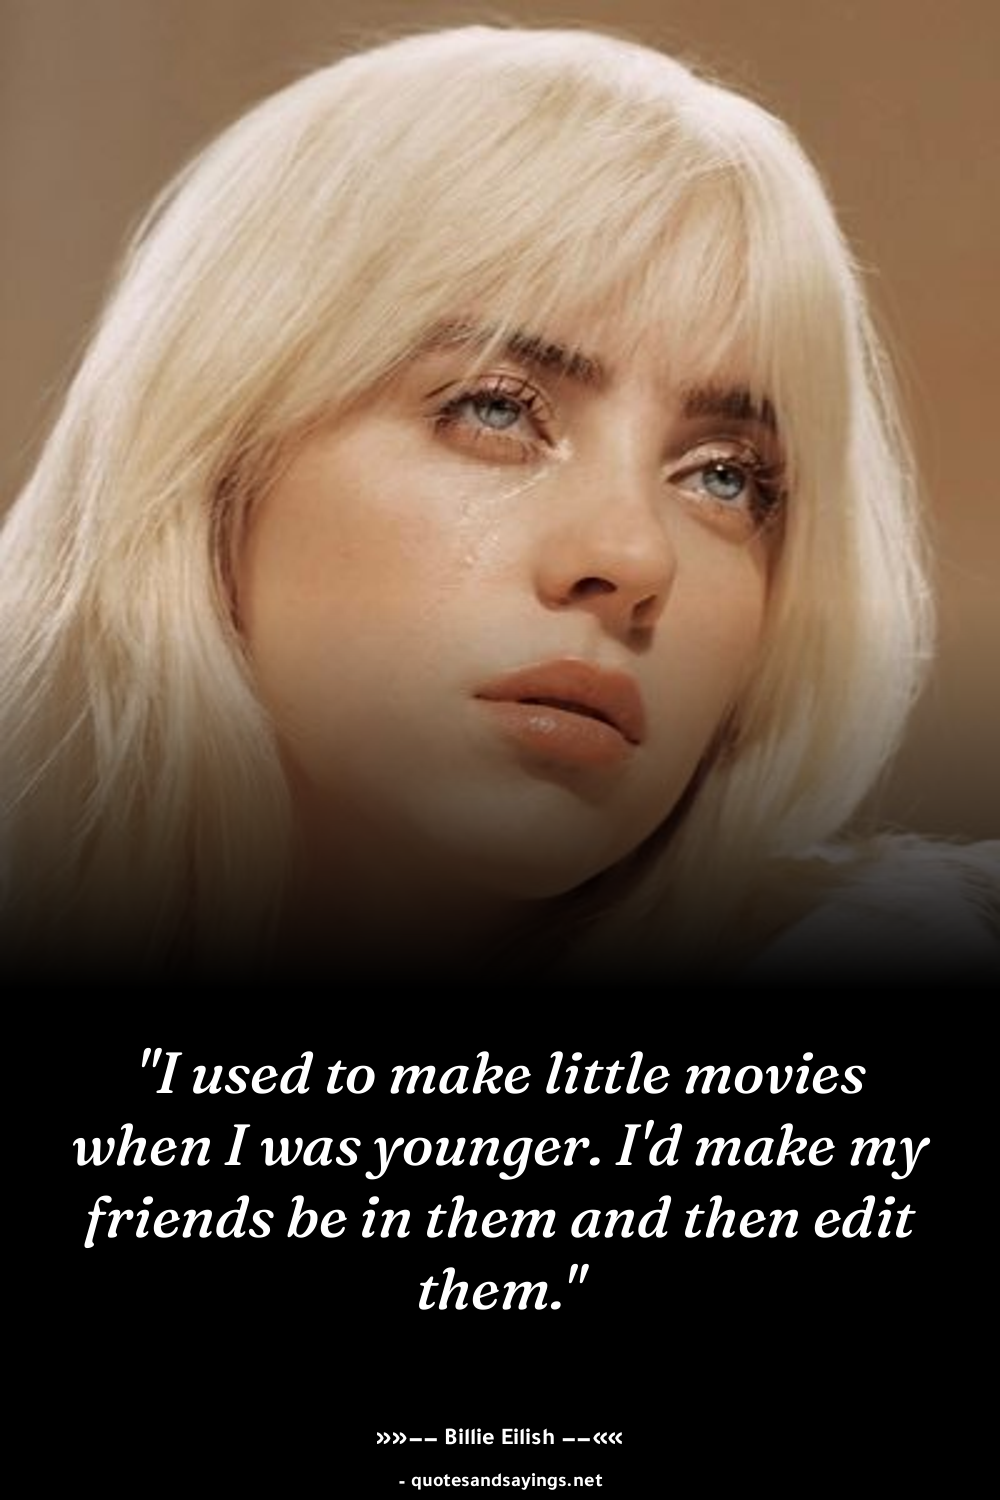 "I used to make little movies
when I was younger. I'd make my
friends be in them and then edit
them."
»»−− Billie Eilish −−««
- quotesandsayings.net